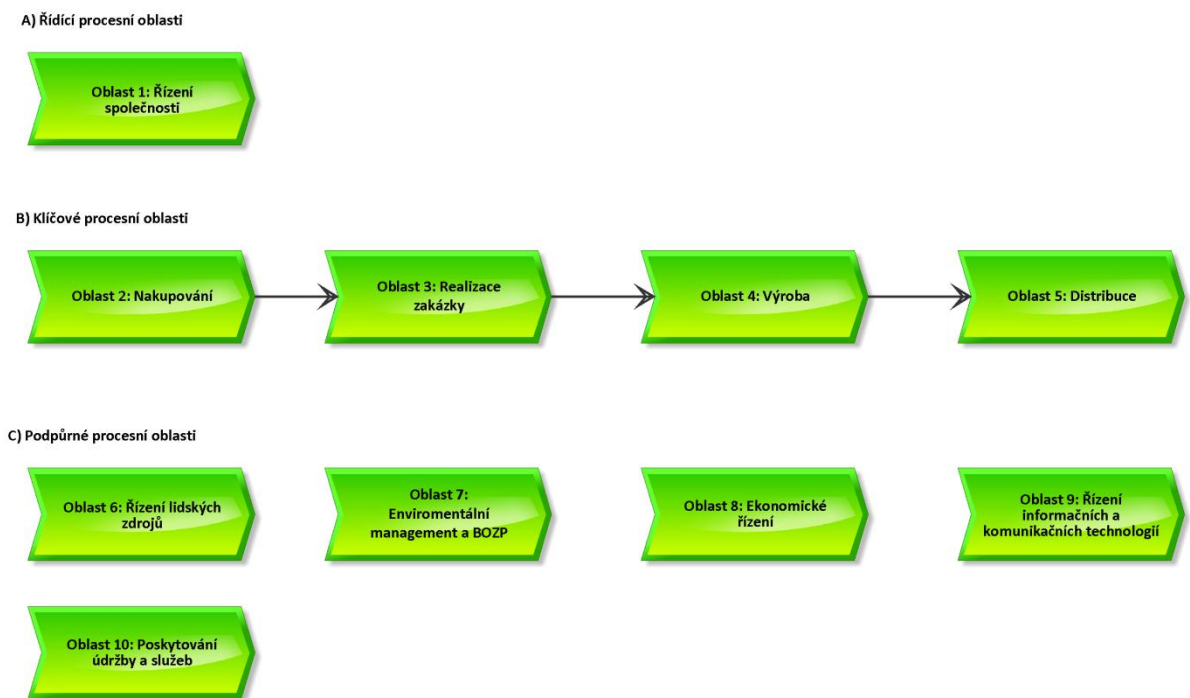 A) Řídící procesní oblasti
Oblast 1: Řízení
společnosti
B) Klíčové procesní oblasti
Oblast 2: Nakupování
Oblast 3: Realizace
zakázky
Oblast 4: Výroba
Oblast 5: Distribuce
C) Podpůrné procesní oblasti
Oblast 6: Řízení lidských
zdrojů
Oblast 7:
Enviromentální
management a BOZP
Oblast 8: Ekonomické
řízení
Oblast 9: Řízení
informačních a
komunikačních technologií
Oblast 10: Poskytování
údržby a služeb